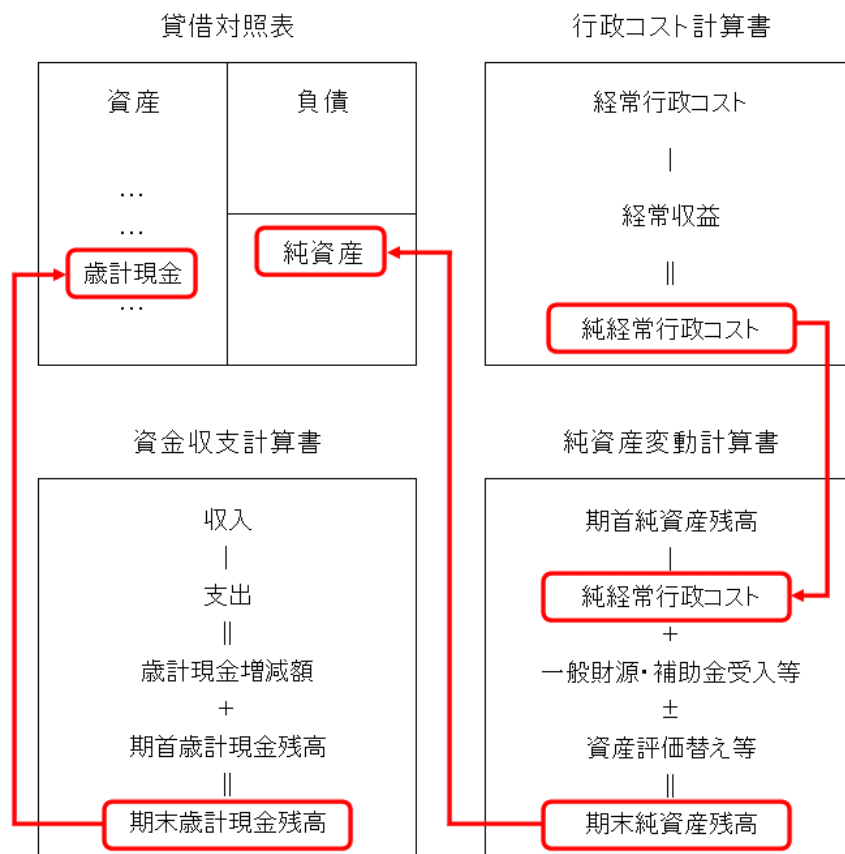 貸借対照表
資産
負債
…
…
歳計現金
…
純資産
行政コスト計算書
経常行政コスト
|
経常収益
||
純経常行政コスト
資金収支計算書
収入
|
支出
||
歳計現金増減額
+
期首歳計現金残高
||
期末歳計現金残高
純資産変動計算書
期首純資産残高
|
純経常行政コスト
+
一般財源・補助金受入等
±
資産評価替え等
||
期末純資産残高